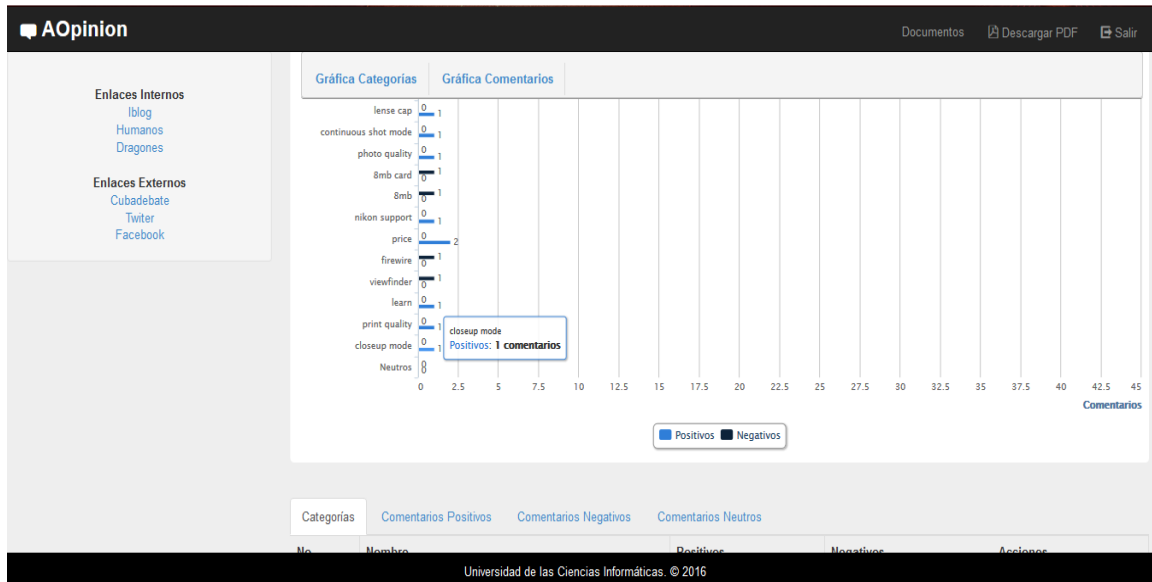 AOpinion
Documentos Descargar PDF Salir
Enlaces Internos
Iblog
Humanos
Dragones
Enlaces Externos
Cubadebate
Twiter
Facebook
Gráfica Categorías Gráfica Comentarios
lense cap 0 1
continuous shot mode 0 1
photo quality 0 1
8mb card 1 0
8mb 1 0
nikon support 0 1
price 0 2
firewire 1 0
viewfinder 1 0
learn 0 1
print quality 0 1
closeup mode 0 1
Neutros 0 0
closeup mode
Positivos: 1 comentarios
0 2.5 5 7.5 10 12.5 15 17.5 20 22.5 25 27.5 30 32.5 35 37.5 40 42.5 45
Comentarios
Positivos Negativos
Categorías Comentarios Positivos Comentarios Negativos Comentarios Neutros
No Nombre Positivos Negativos Acciones
Universidad de las Ciencias Informáticas. © 2016